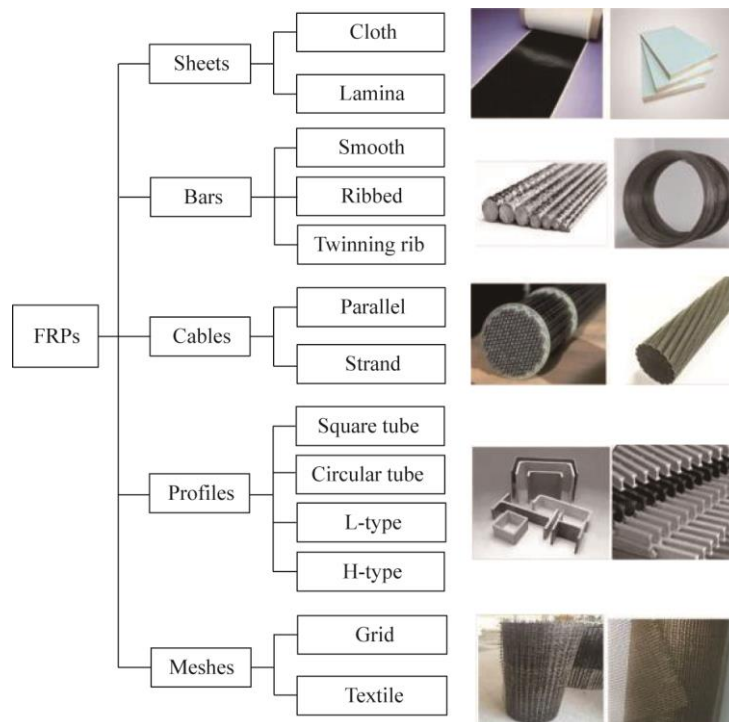 FRPs
Sheets
Cloth
Lamina
Bars
Smooth
Ribbed
Twinning rib
Cables
Parallel
Strand
Profiles
Square tube
Circular tube
L-type
H-type
Meshes
Grid
Textile